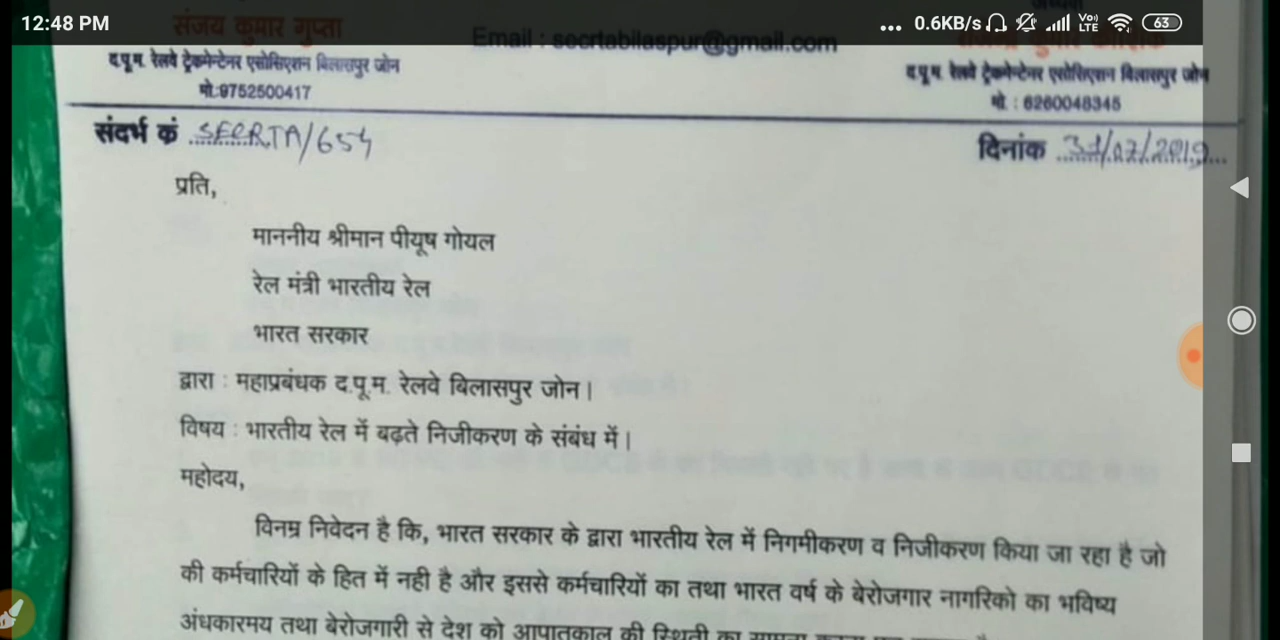 12:48 PM
... 0.6KB/s Vo) LTE 63
संजय कुमार गुप्ता
Email : secrtabilaspur@gmail.com
द.पू.म. रेलवे ट्रेकमेन्टेनर एसोसिएशन बिलासपुर जोन
मो.:9752500417
द.पू.म. रेलवे ट्रेकमेन्टेनर एसोसिएशन बिलासपुर जोन
मो : 6260048345
संदर्भ कं SECRTA/654
दिनांक 31/07/2019
प्रति,
माननीय श्रीमान पीयूष गोयल
रेल मंत्री भारतीय रेल
भारत सरकार
द्वारा : महाप्रबंधक द.पू.म. रेलवे बिलासपुर जोन।
विषय : भारतीय रेल में बढ़ते निजीकरण के संबंध में।
महोदय,
विनम्र निवेदन है कि, भारत सरकार के द्वारा भारतीय रेल में निगमीकरण व निजीकरण किया जा रहा है जो
की कर्मचारियों के हित में नही है और इससे कर्मचारियों का तथा भारत वर्ष के बेरोजगार नागरिको का भविष्य
अंधकारमय तथा बेरोजगारी से देश को आपातकाल की स्थिती का सामना